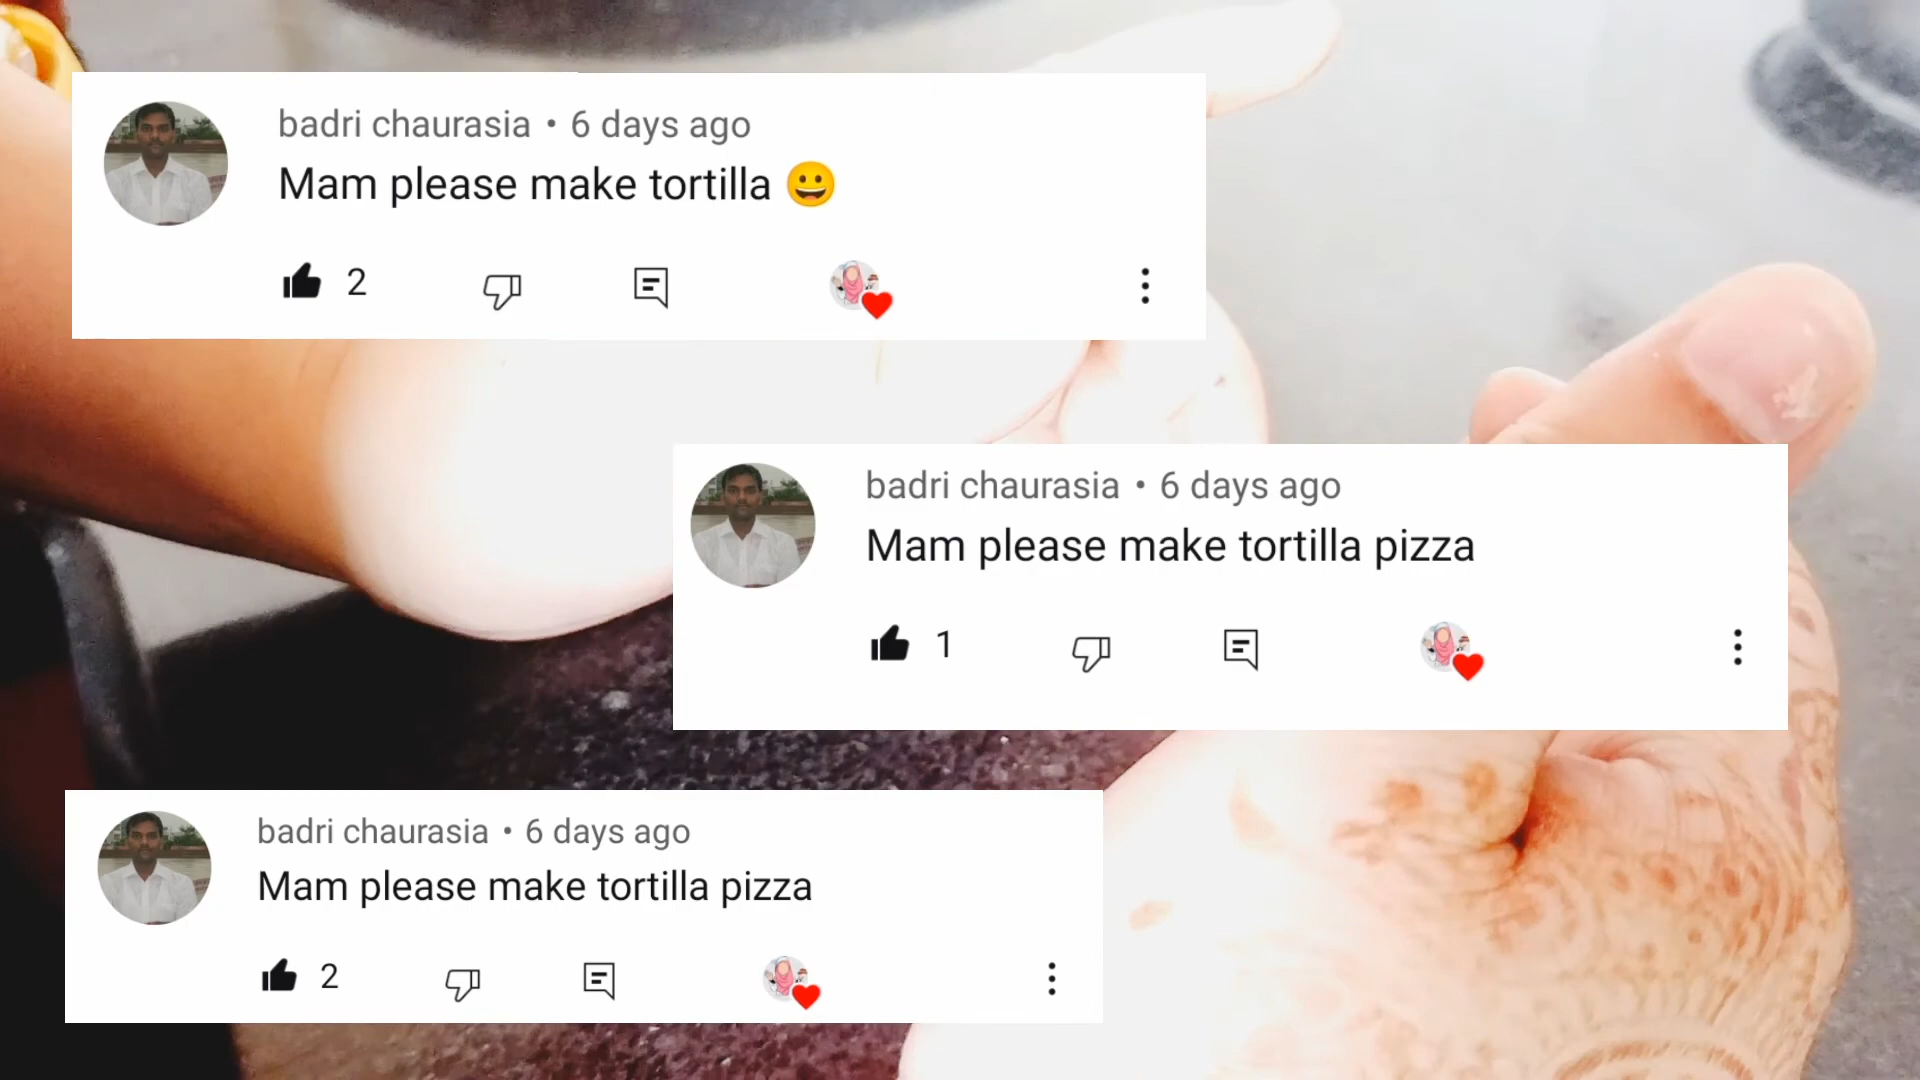 badri chaurasia • 6 days ago
Mam please make tortilla 😀
2
badri chaurasia • 6 days ago
Mam please make tortilla pizza
1
badri chaurasia • 6 days ago
Mam please make tortilla pizza
2